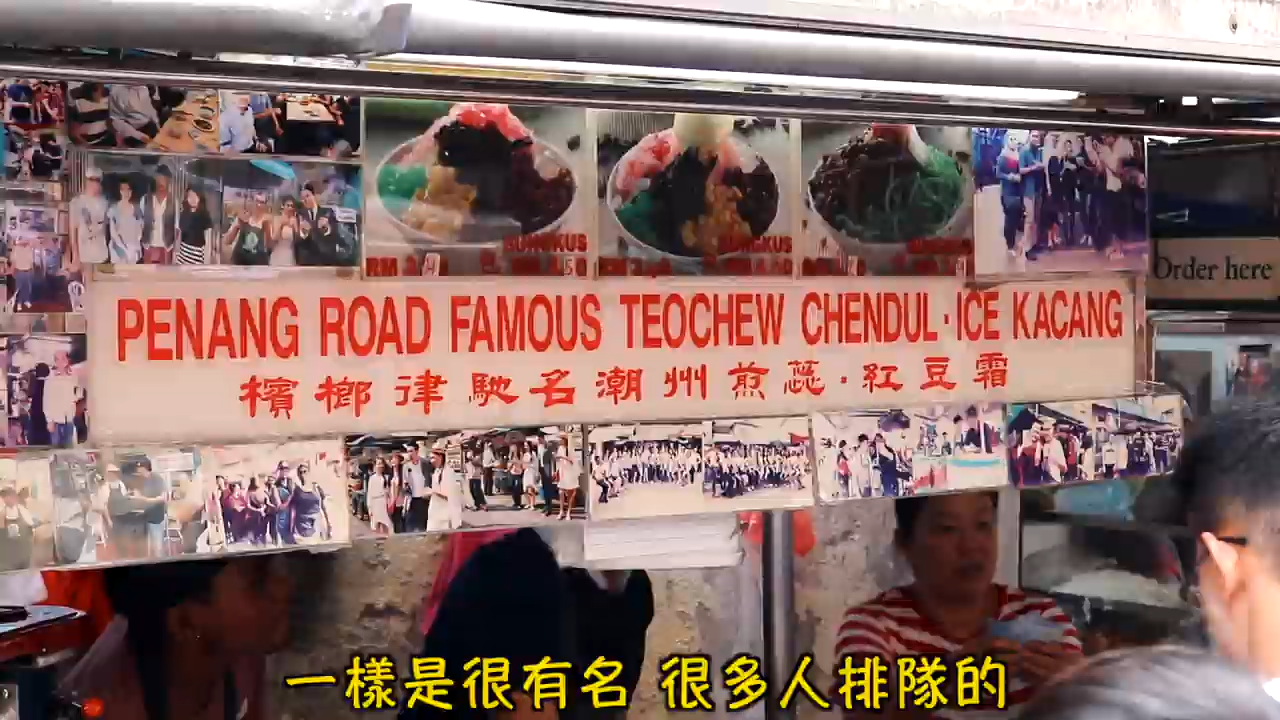 BUNGKUS
Order here
PENANG ROAD FAMOUS TEOCHEW CHENDUL·ICE KACANG
檳榔律馳名潮州煎蕊·紅豆霜
一樣是很有名 很多人排隊的